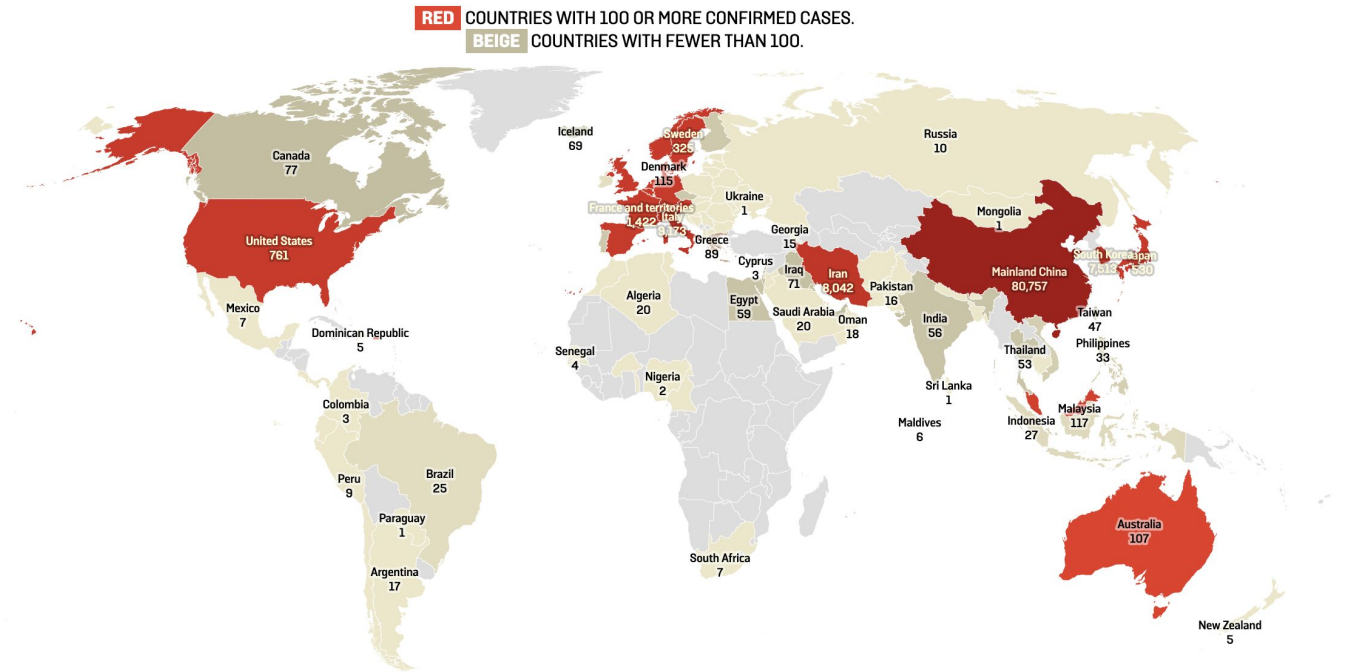 RED COUNTRIES WITH 100 OR MORE CONFIRMED CASES.
BEIGE COUNTRIES WITH FEWER THAN 100.
Iceland
69
Sweden
325
Russia
10
Canada
77
Denmark
115
Ukraine
1
France and territories
1,422
Italy
9,173
Mongolia
1
United States
761
Greece
89
Georgia
15
South Korea
7,513
Japan
530
Cyprus
3
Iraq
71
Iran
8,042
Mainland China
80,757
Pakistan
16
Mexico
7
Algeria
20
Egypt
59
Saudi Arabia
20
Oman
18
India
56
Taiwan
47
Dominican Republic
5
Senegal
4
Nigeria
2
Thailand
53
Philippines
33
Sri Lanka
1
Colombia
3
Maldives
6
Indonesia
27
Malaysia
117
Peru
9
Brazil
25
Paraguay
1
Australia
107
Argentina
17
South Africa
7
New Zealand
5